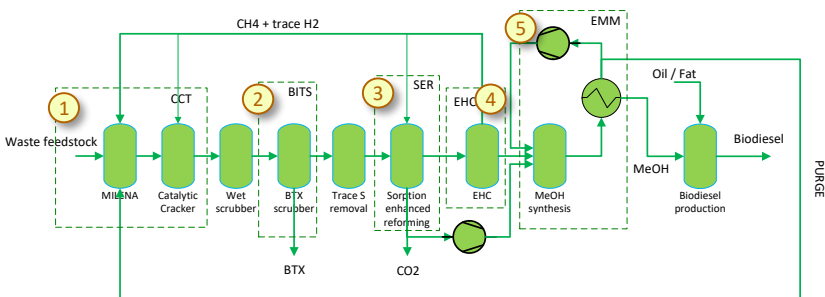 CH4 + trace H2
5
EMM
1
CCT
2
BITS
3
SER
EHC
4
Oil / Fat
Waste feedstock
Biodiesel
MILENA
Catalytic
Cracker
Wet
scrubber
BTX
scrubber
Trace S
removal
Sorption
enhanced
reforming
EHC
MeOH
synthesis
MeOH
Biodiesel
production
PURGE
BTX
CO2